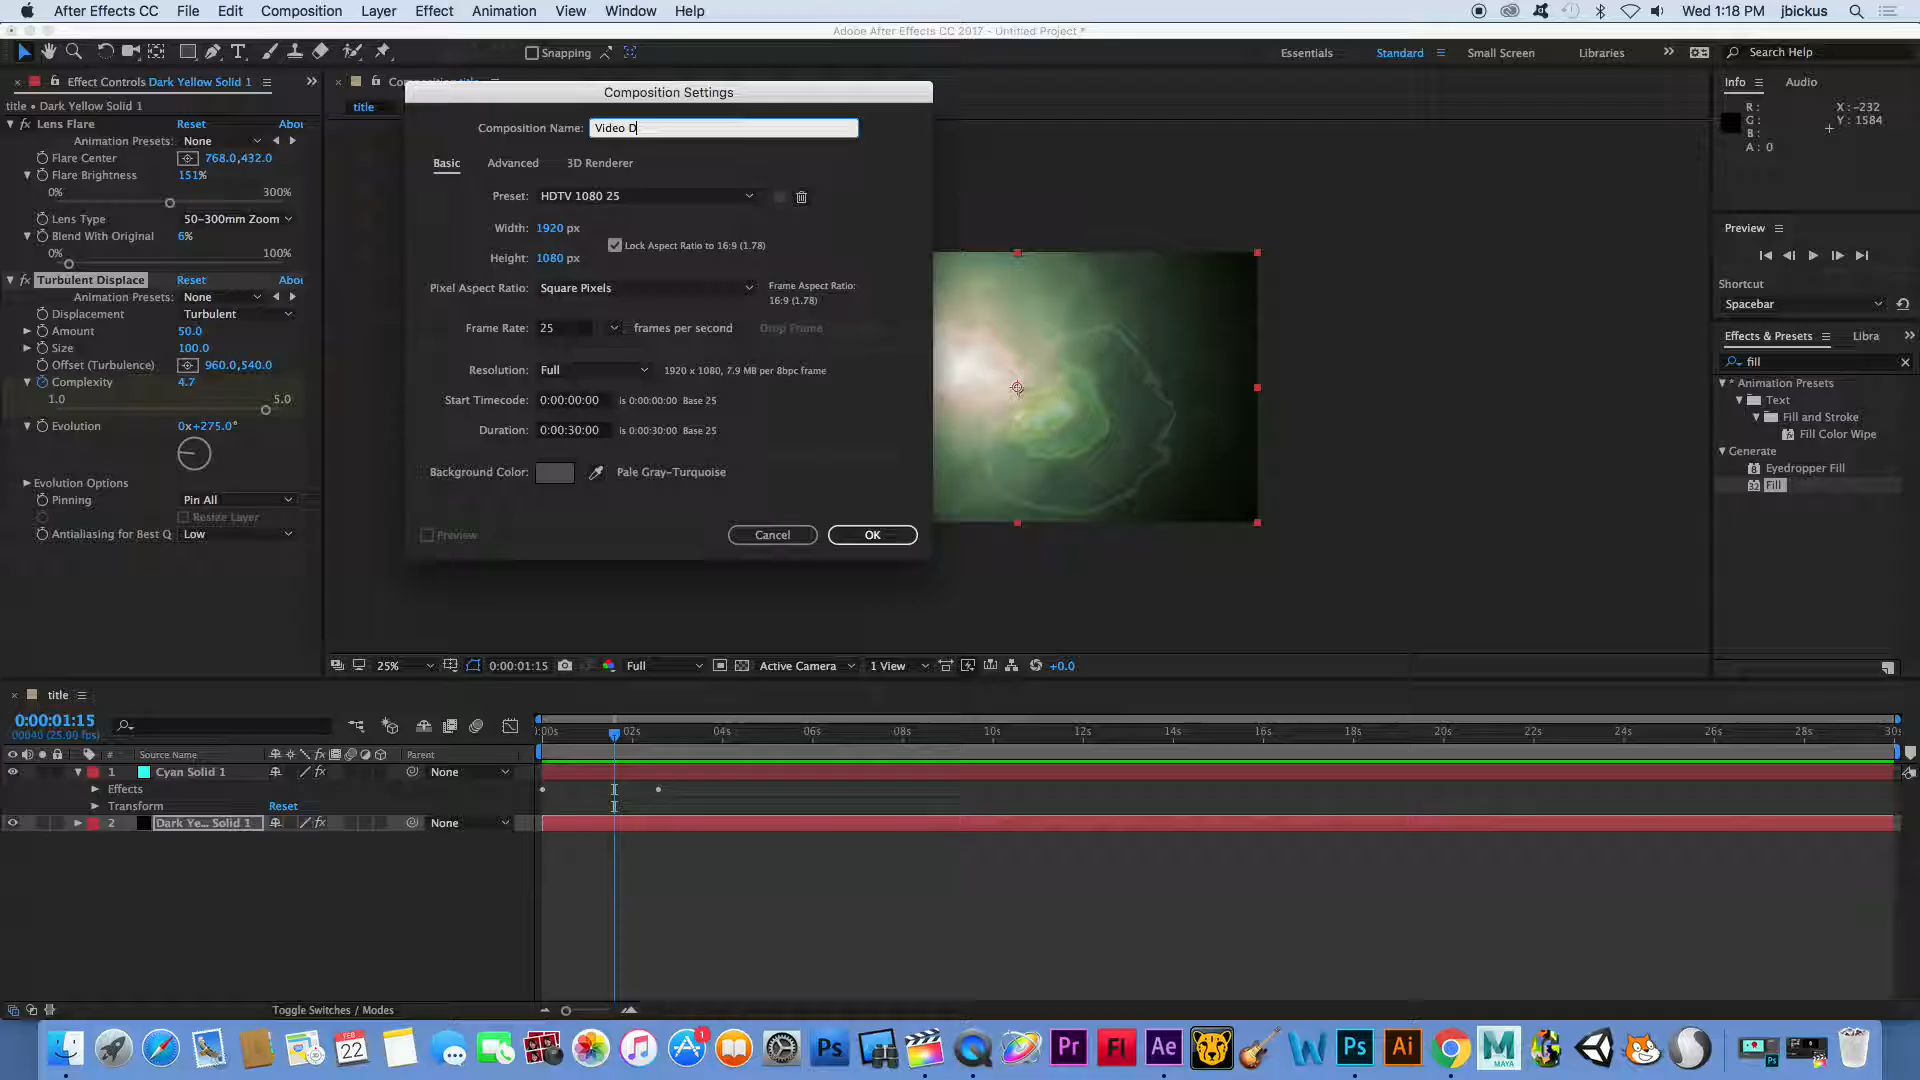 After Effects CC File Edit Composition Layer Effect Animation View Window Help Wed 1:18 PM jbickus
Adobe After Effects CC 2017 - Untitled Project *
Snapping Essentials Standard Small Screen Libraries Search Help
Effect Controls Dark Yellow Solid 1
title • Dark Yellow Solid 1
Lens Flare Reset Abou
Animation Presets: None
Flare Center 768.0,432.0
Flare Brightness 151%
0% 300%
Lens Type 50-300mm Zoom
Blend With Original 6%
0% 100%
Turbulent Displace Reset Abou
Animation Presets: None
Displacement Turbulent
Amount 50.0
Size 100.0
Offset (Turbulence) 960.0,540.0
Complexity 4.7
1.0 5.0
Evolution 0x+275.0°
Evolution Options
Pinning Pin All
Resize Layer
Antialiasing for Best Q Low
title
Composition Settings
Composition Name: Video D
Basic Advanced 3D Renderer
Preset: HDTV 1080 25
Width: 1920 px
Lock Aspect Ratio to 16:9 (1.78)
Height: 1080 px
Pixel Aspect Ratio: Square Pixels
Frame Aspect Ratio:
16:9 (1.78)
Frame Rate: 25 frames per second Drop Frame
Resolution: Full 1920 x 1080, 7.9 MB per 8bpc frame
Start Timecode: 0:00:00:00 is 0:00:00:00 Base 25
Duration: 0:00:30:00 is 0:00:30:00 Base 25
Background Color: Pale Gray-Turquoise
Preview Cancel OK
Info Audio
R: X: -232
G: Y: 1584
B:
A: 0
Preview
Shortcut
Spacebar
Effects & Presets Libra
fill
* Animation Presets
Text
Fill and Stroke
Fill Color Wipe
Generate
Eyedropper Fill
Fill
25% 0:00:01:15 Full Active Camera 1 View +0.0
title
0:00:01:15
00040 (25.00 fps)
:00s 02s 04s 06s 08s 10s 12s 14s 16s 18s 20s 22s 24s 26s 28s 30s
# Source Name Parent
1 Cyan Solid 1 None
Effects
Transform Reset
2 Dark Ye... Solid 1 None
Toggle Switches / Modes
FEB
22
1
Ps
Pr
Fl
Ae
W
Ps
Ai
M
MAYA